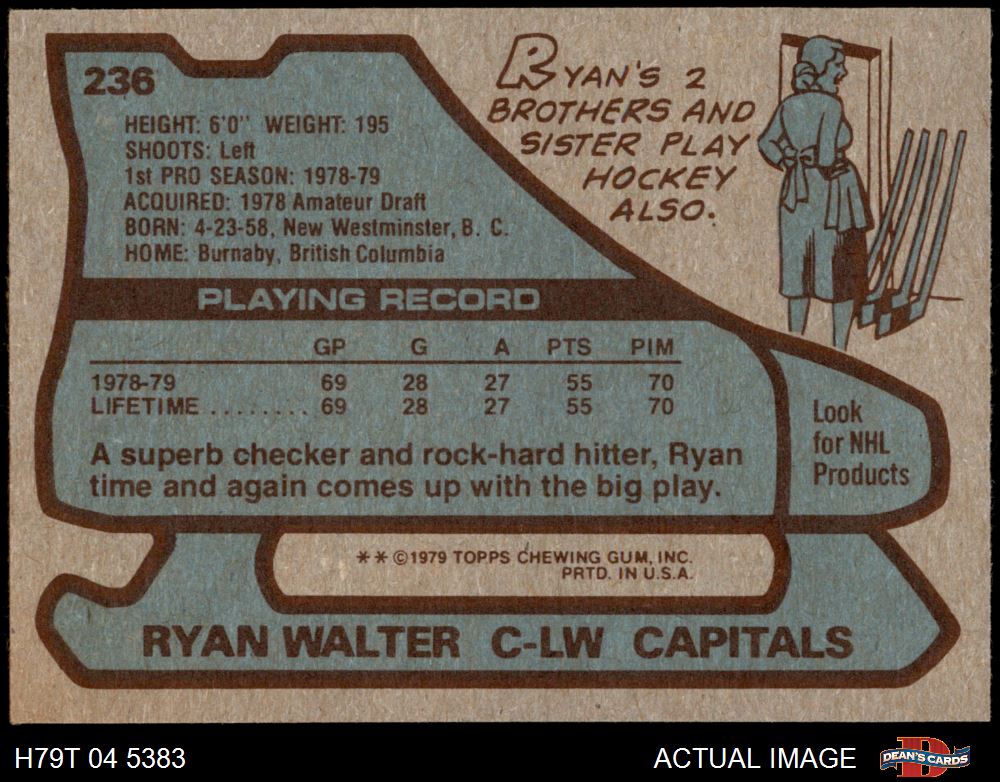 236
HEIGHT: 6'0" WEIGHT: 195
SHOOTS: Left
1st PRO SEASON: 1978-79
ACQUIRED: 1978 Amateur Draft
BORN: 4-23-58, New Westminster, B. C.
HOME: Burnaby, British Columbia
RYAN'S 2
BROTHERS AND
SISTER PLAY
HOCKEY
ALSO.
PLAYING RECORD
GP G A PTS PIM
1978-79 69 28 27 55 70
LIFETIME ........ 69 28 27 55 70
A superb checker and rock-hard hitter, Ryan
time and again comes up with the big play.
Look
for NHL
Products
** ©1979 TOPPS CHEWING GUM, INC.
PRTD. IN U.S.A.
RYAN WALTER C-LW CAPITALS
H79T 04 5383
ACTUAL IMAGE
D
DEAN'S CARDS